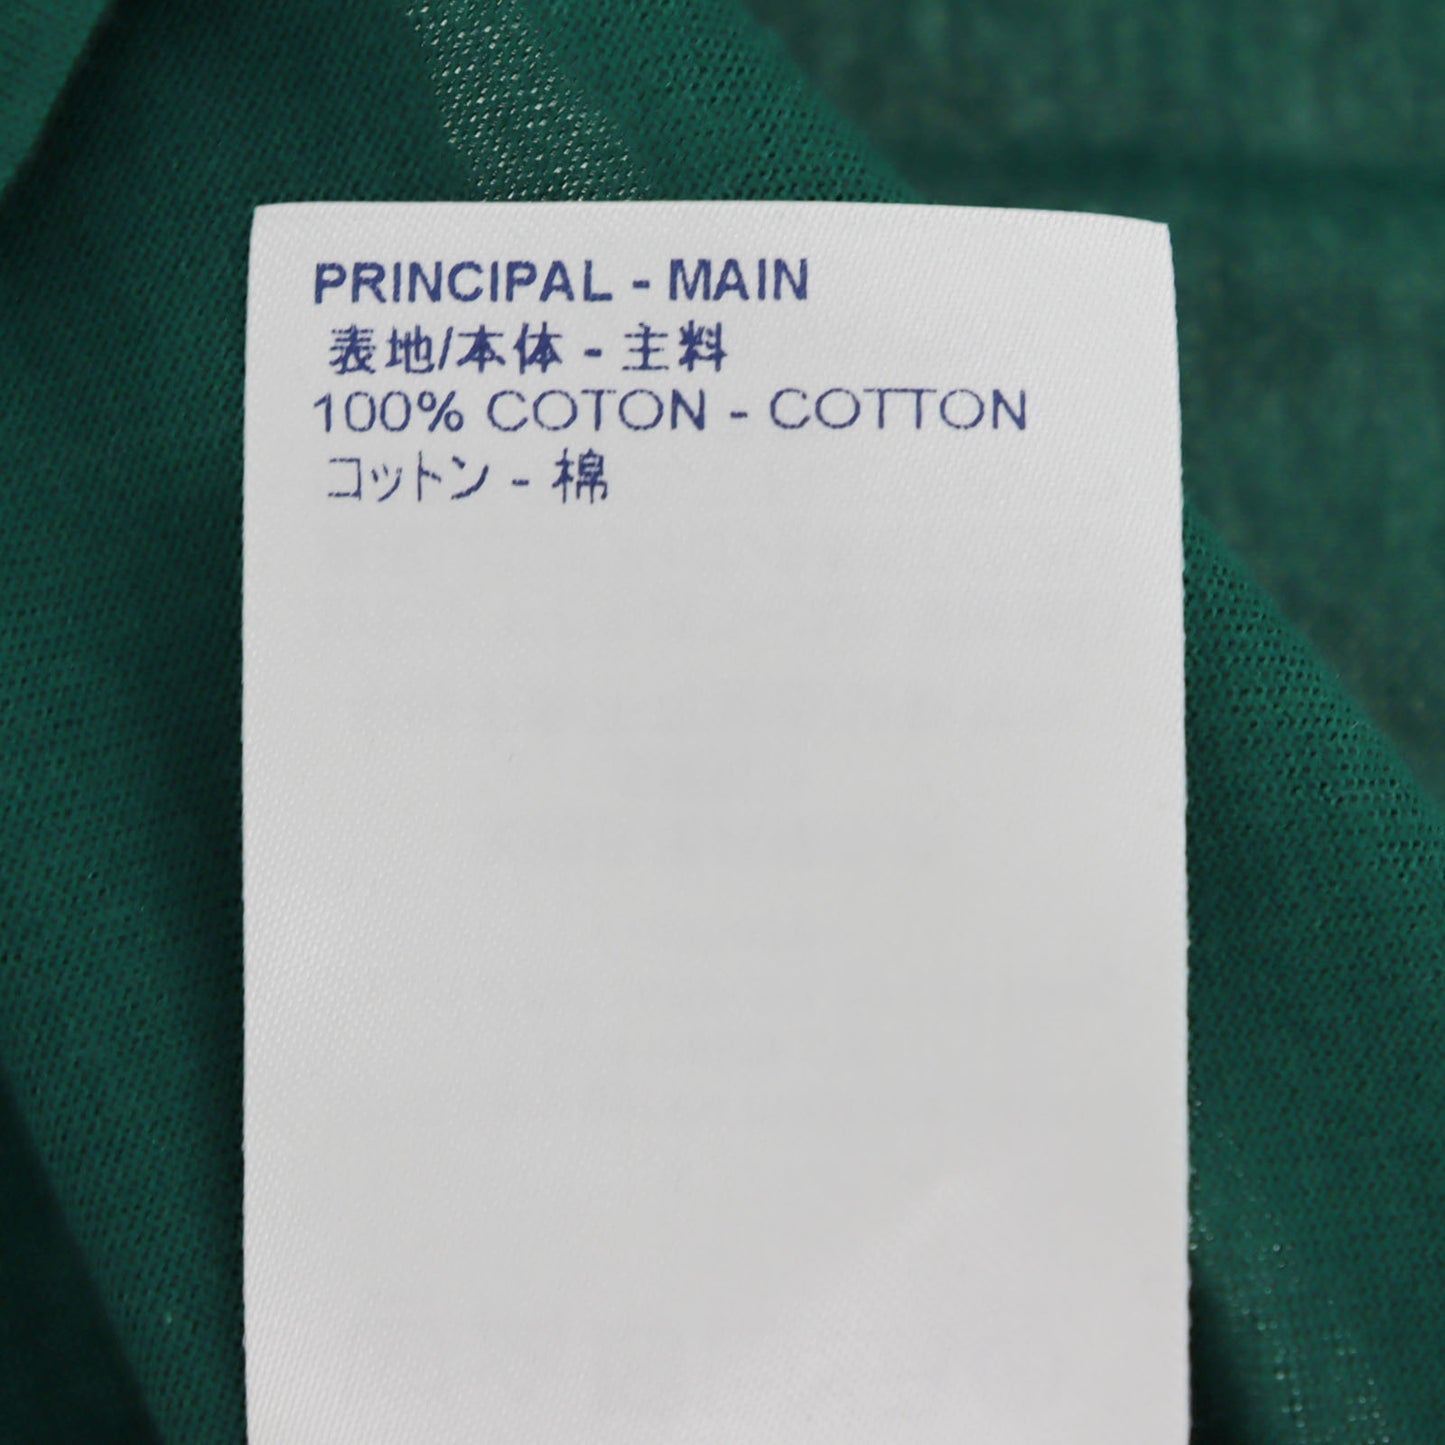 PRINCIPAL - MAIN
表地/本体 - 主料
100% COTON - COTTON
コットン - 棉